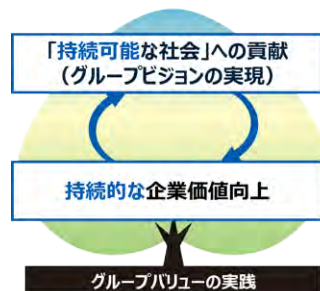 「持続可能な社会」への貢献
（グループビジョンの実現）
持続的な企業価値向上
グループバリューの実践